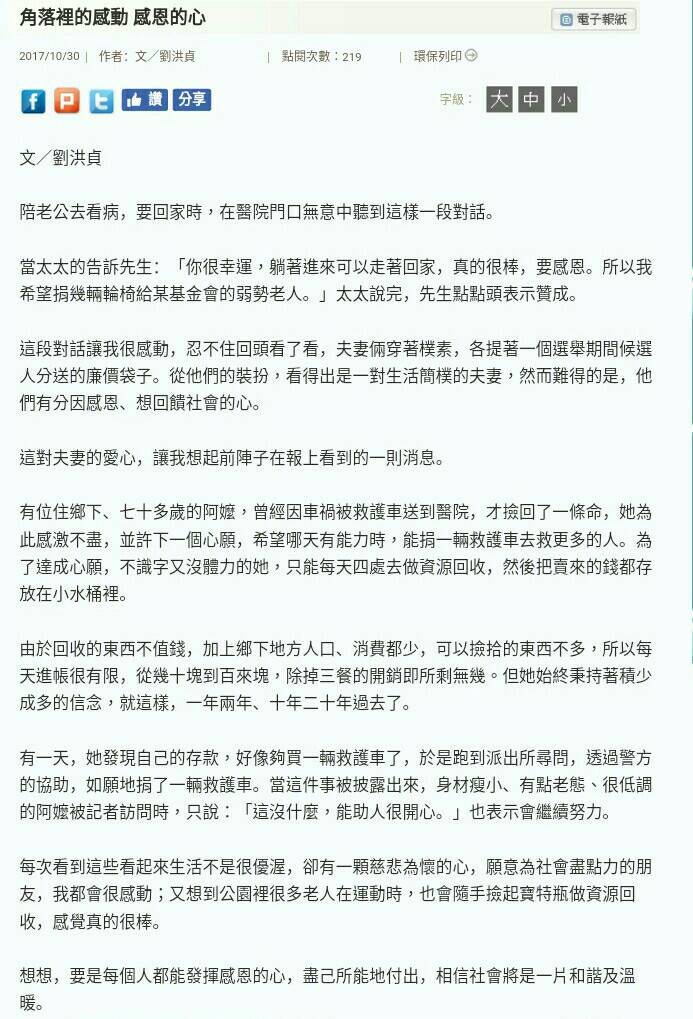 角落裡的感動 感恩的心
電子報紙
2017/10/30 | 作者：文／劉洪貞 | 點閱次數：219 | 環保列印
f P t 讚 分享 字級： 大 中 小
文／劉洪貞
陪老公去看病，要回家時，在醫院門口無意中聽到這樣一段對話。
當太太的告訴先生：「你很幸運，躺著進來可以走著回家，真的很棒，要感恩。所以我
希望捐幾輛輪椅給某基金會的弱勢老人。」太太說完，先生點點頭表示贊成。
這段對話讓我很感動，忍不住回頭看了看，夫妻倆穿著樸素，各提著一個選舉期間候選
人分送的廉價袋子。從他們的裝扮，看得出是一對生活簡樸的夫妻，然而難得的是，他
們有分因感恩、想回饋社會的心。
這對夫妻的愛心，讓我想起前陣子在報上看到的一則消息。
有位住鄉下、七十多歲的阿嬤，曾經因車禍被救護車送到醫院，才撿回了一條命，她為
此感激不盡，並許下一個心願，希望哪天有能力時，能捐一輛救護車去救更多的人。為
了達成心願，不識字又沒體力的她，只能每天四處去做資源回收，然後把賣來的錢都存
放在小水桶裡。
由於回收的東西不值錢，加上鄉下地方人口、消費都少，可以撿拾的東西不多，所以每
天進帳很有限，從幾十塊到百來塊，除掉三餐的開銷即所剩無幾。但她始終秉持著積少
成多的信念，就這樣，一年兩年、十年二十年過去了。
有一天，她發現自己的存款，好像夠買一輛救護車了，於是跑到派出所尋問，透過警方
的協助，如願地捐了一輛救護車。當這件事被披露出來，身材瘦小、有點老態、很低調
的阿嬤被記者訪問時，只說：「這沒什麼，能助人很開心。」也表示會繼續努力。
每次看到這些看起來生活不是很優渥，卻有一顆慈悲為懷的心，願意為社會盡點力的朋
友，我都會很感動；又想到公園裡很多老人在運動時，也會隨手撿起寶特瓶做資源回
收，感覺真的很棒。
想想，要是每個人都能發揮感恩的心，盡己所能地付出，相信社會將是一片和諧及溫
暖。